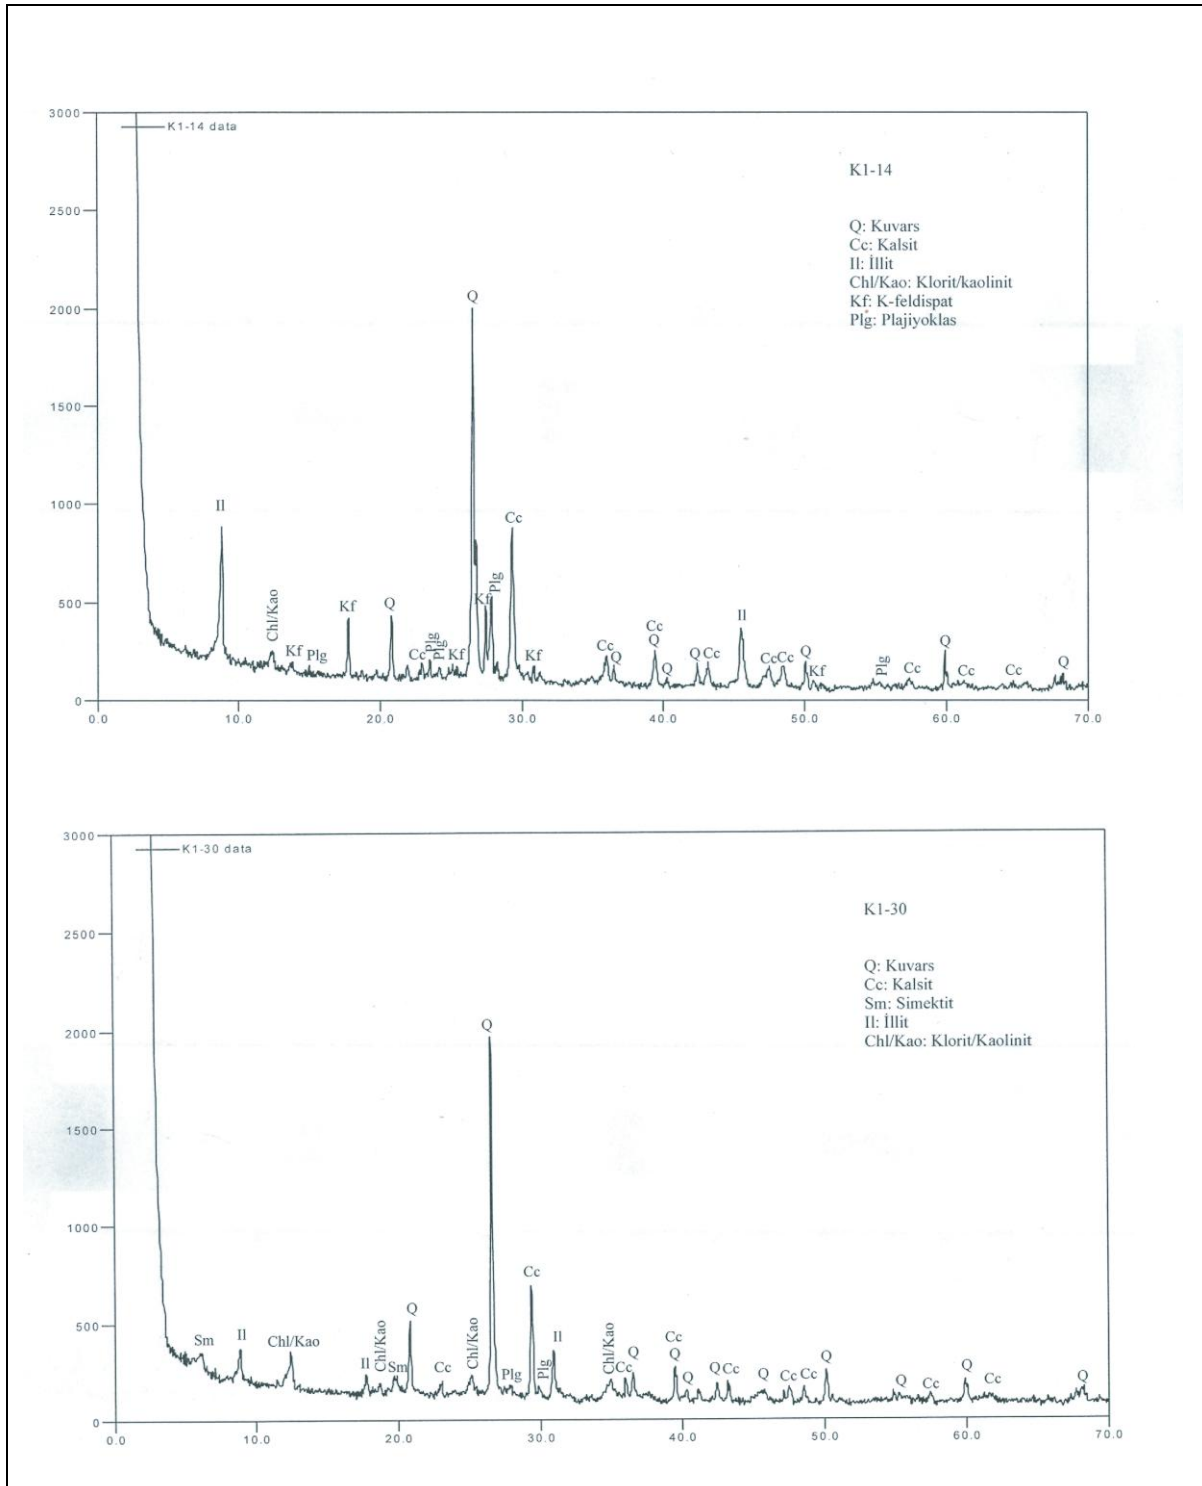 3000
K1-14 data
K1-14
2500
Q: Kuvars
Cc: Kalsit
Il: İllit
Chl/Kao: Klorit/kaolinit
Kf: K-feldispat
Plg: Plajiyoklas
2000
1500
1000
500
0
Il Chl/Kao Kf Plg Kf Q Cc Plg Plg Kf Q Kf Plg Cc Kf Cc Q Cc Q Q Q Cc Il Cc Cc Q Kf Plg Cc Q Cc Cc Q
0.0 10.0 20.0 30.0 40.0 50.0 60.0 70.0
3000
K1-30 data
K1-30
2500
Q: Kuvars
Cc: Kalsit
Sm: Simektit
Il: İllit
Chl/Kao: Klorit/Kaolinit
2000
1500
1000
500
0
Sm Il Chl/Kao Il Chl/Kao Sm Q Cc Chl/Kao Q Plg Cc Plg Il Chl/Kao Cc Q Cc Q Q Q Cc Q Cc Cc Q Q Cc Q Cc Q
0.0 10.0 20.0 30.0 40.0 50.0 60.0 70.0